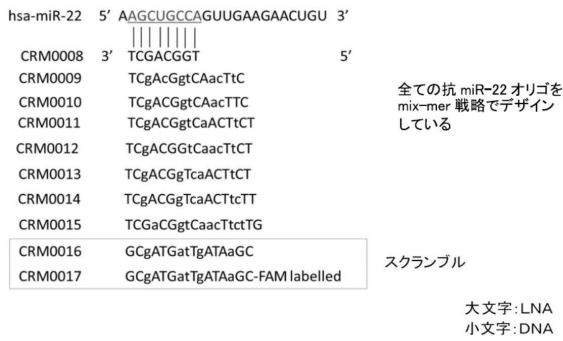 hsa-miR-22 5' AAGCUGCCAGUUGAAGAACUGU 3'
CRM0008 3' TCGACGGT 5'
CRM0009 TCgAcGgtCAacTtC
CRM0010 TCgACGgtCAacTTC
CRM0011 TCgACGgtCaACTtCT
CRM0012 TCgACGGtCaacTtCT
CRM0013 TCgACGgTcaACTtCT
CRM0014 TCgACGgTcaACTtcTT
CRM0015 TCGaCGgtCaacTtctTG
CRM0016 GCgATGatTgATAaGC
CRM0017 GCgATGatTgATAaGC-FAM labelled
全ての抗 miR-22 オリゴを
mix-mer 戦略でデザイン
している
スクランブル
大文字:LNA
小文字:DNA